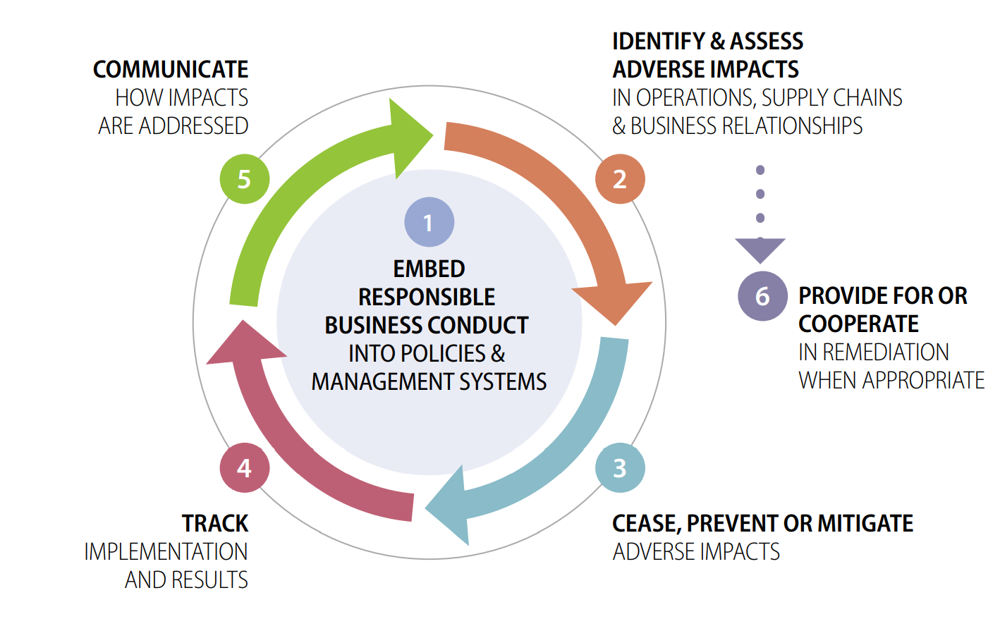 1
EMBED
RESPONSIBLE
BUSINESS CONDUCT
INTO POLICIES &
MANAGEMENT SYSTEMS
2
IDENTIFY & ASSESS
ADVERSE IMPACTS
IN OPERATIONS, SUPPLY CHAINS
& BUSINESS RELATIONSHIPS
3
CEASE, PREVENT OR MITIGATE
ADVERSE IMPACTS
4
TRACK
IMPLEMENTATION
AND RESULTS
5
COMMUNICATE
HOW IMPACTS
ARE ADDRESSED
6
PROVIDE FOR OR
COOPERATE
IN REMEDIATION
WHEN APPROPRIATE